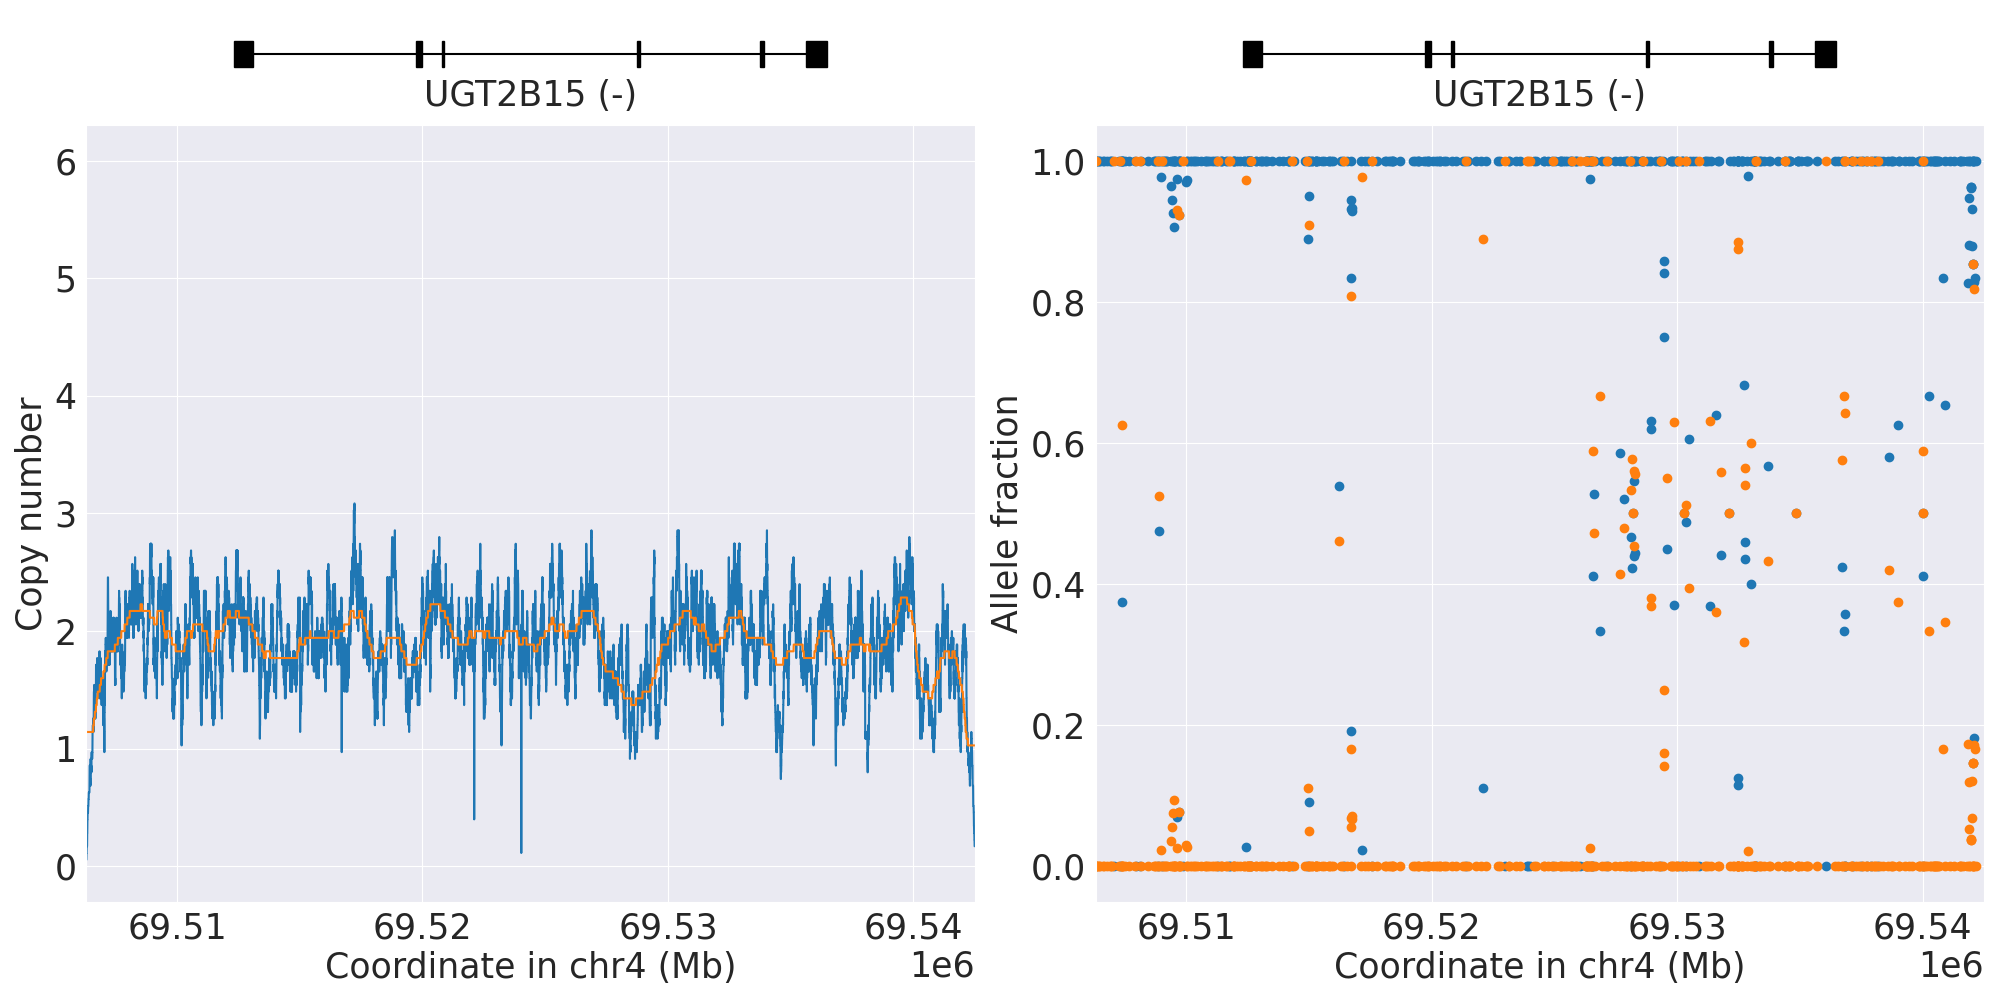 UGT2B15 (-)
6
5
4
3
2
1
0
Copy number
69.51
69.52
69.53
69.54
Coordinate in chr4 (Mb)
1e6
UGT2B15 (-)
1.0
0.8
0.6
0.4
0.2
0.0
Allele fraction
69.51
69.52
69.53
69.54
Coordinate in chr4 (Mb)
1e6